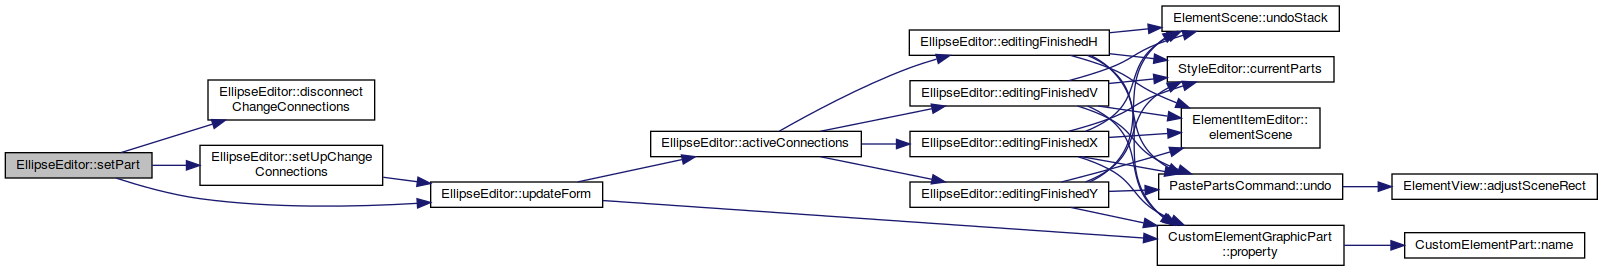 EllipseEditor::setPart
EllipseEditor::disconnect
ChangeConnections
EllipseEditor::setUpChange
Connections
EllipseEditor::updateForm
EllipseEditor::activeConnections
EllipseEditor::editingFinishedH
EllipseEditor::editingFinishedV
EllipseEditor::editingFinishedX
EllipseEditor::editingFinishedY
ElementScene::undoStack
StyleEditor::currentParts
ElementItemEditor::
elementScene
PastePartsCommand::undo
CustomElementGraphicPart
::property
ElementView::adjustSceneRect
CustomElementPart::name